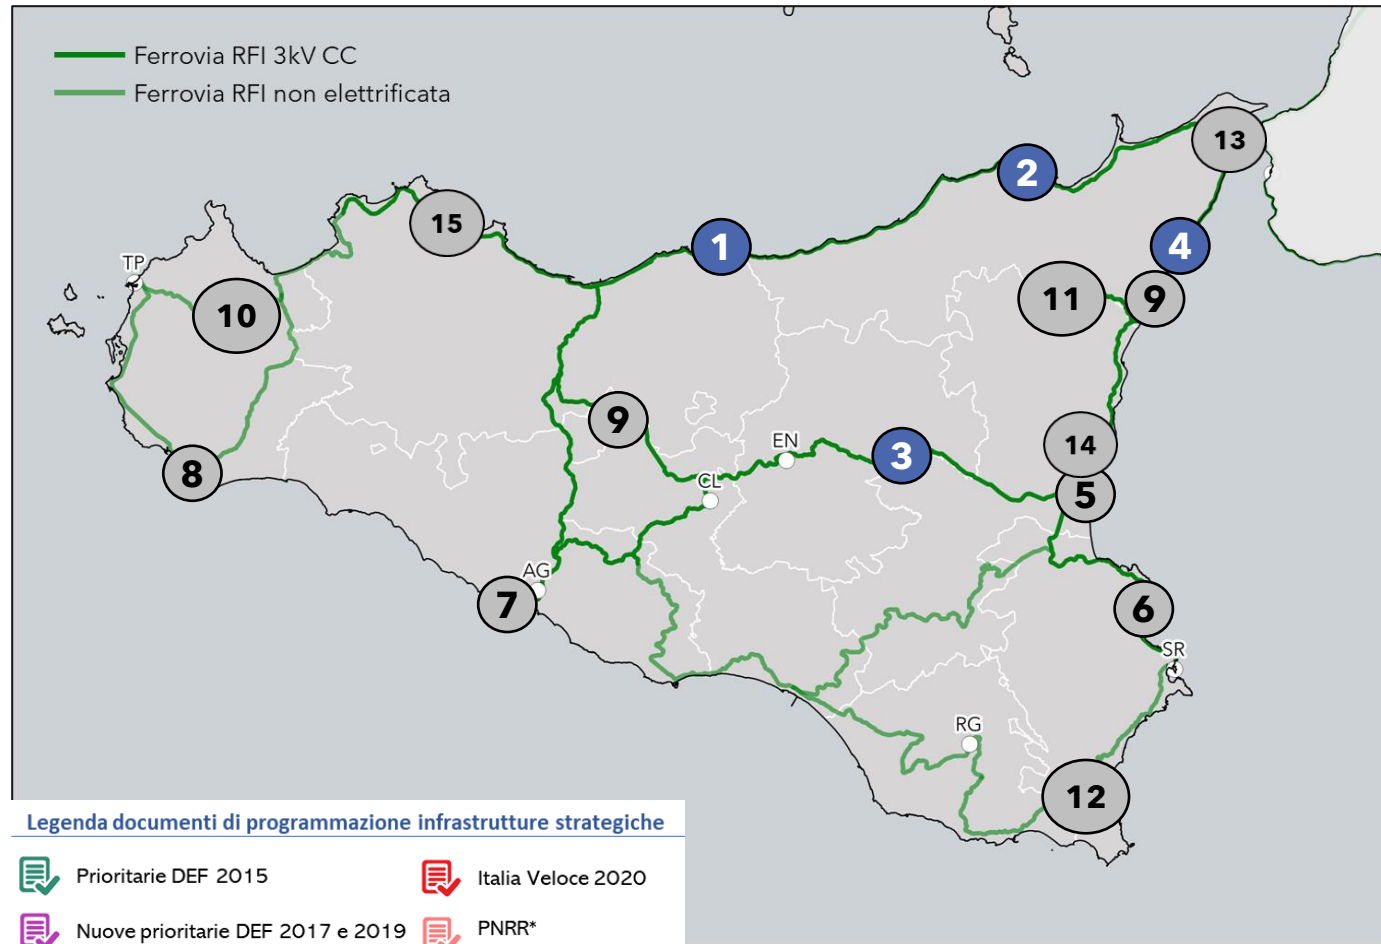 Ferrovia RFI 3kV CC
Ferrovia RFI non elettrificata
13
2
15
1
4
TP
10
11
9
9
EN
3
14
8
CL
5
AG
7
6
SR
RG
12
Legenda documenti di programmazione infrastrutture strategiche
Prioritarie DEF 2015
Italia Veloce 2020
Nuove prioritarie DEF 2017 e 2019
PNRR*